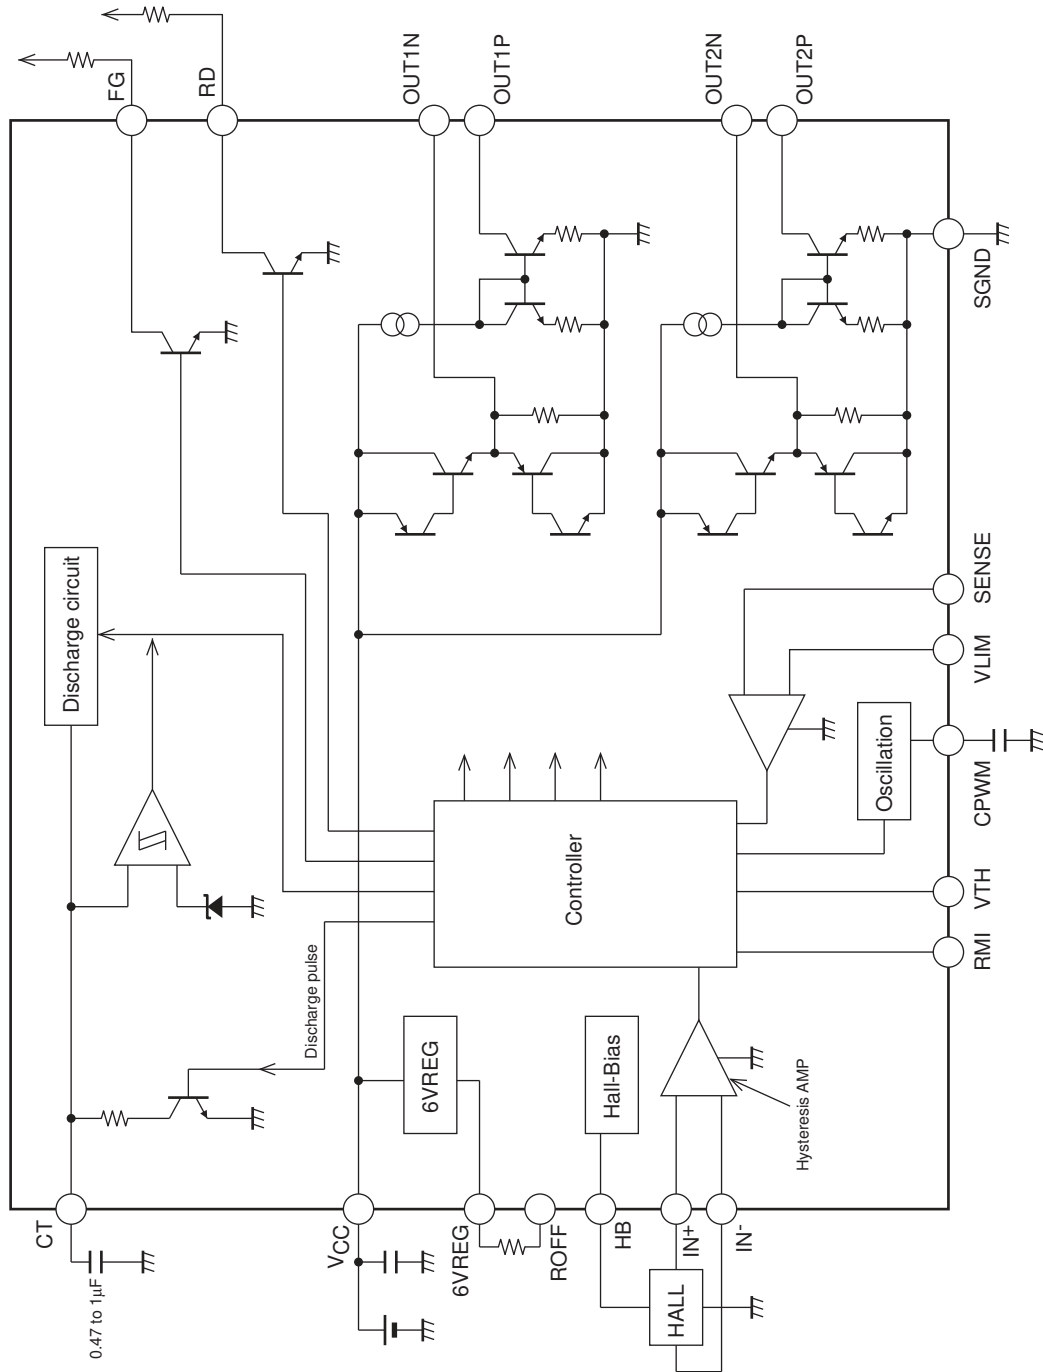 FG
RD
OUT1N
OUT1P
OUT2N
OUT2P
SGND
SENSE
VLIM
CPWM
VTH
RMI
Discharge circuit
Discharge pulse
Controller
Oscillation
6VREG
Hall-Bias
Hysteresis AMP
CT
0.47 to 1µF
VCC
6VREG
ROFF
HB
IN+
IN-
HALL